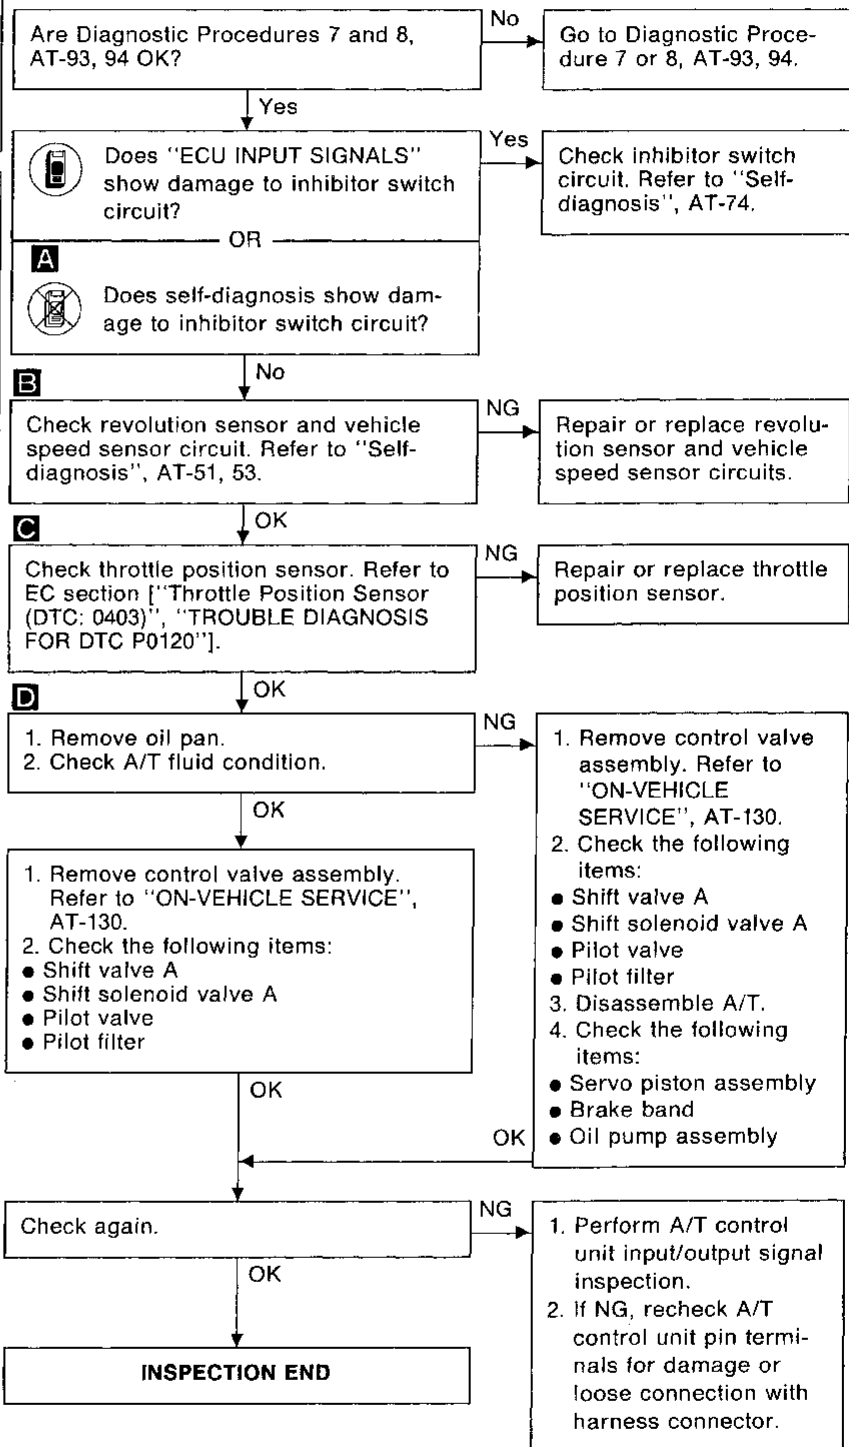 Are Diagnostic Procedures 7 and 8,
AT-93, 94 OK?
No
Go to Diagnostic Proce-
dure 7 or 8, AT-93, 94.
Yes
Does "ECU INPUT SIGNALS"
show damage to inhibitor switch
circuit?
Yes
Check inhibitor switch
circuit. Refer to "Self-
diagnosis", AT-74.
OR
A
Does self-diagnosis show dam-
age to inhibitor switch circuit?
No
B
Check revolution sensor and vehicle
speed sensor circuit. Refer to "Self-
diagnosis", AT-51, 53.
NG
Repair or replace revolu-
tion sensor and vehicle
speed sensor circuits.
OK
C
Check throttle position sensor. Refer to
EC section ["Throttle Position Sensor
(DTC: 0403)", "TROUBLE DIAGNOSIS
FOR DTC P0120"].
NG
Repair or replace throttle
position sensor.
OK
D
1. Remove oil pan.
2. Check A/T fluid condition.
NG
1. Remove control valve
assembly. Refer to
"ON-VEHICLE
SERVICE", AT-130.
2. Check the following
items:
● Shift valve A
● Shift solenoid valve A
● Pilot valve
● Pilot filter
3. Disassemble A/T.
4. Check the following
items:
● Servo piston assembly
● Brake band
● Oil pump assembly
OK
1. Remove control valve assembly.
Refer to "ON-VEHICLE SERVICE",
AT-130.
2. Check the following items:
● Shift valve A
● Shift solenoid valve A
● Pilot valve
● Pilot filter
OK
OK
Check again.
NG
1. Perform A/T control
unit input/output signal
inspection.
2. If NG, recheck A/T
control unit pin termi-
nals for damage or
loose connection with
harness connector.
OK
INSPECTION END